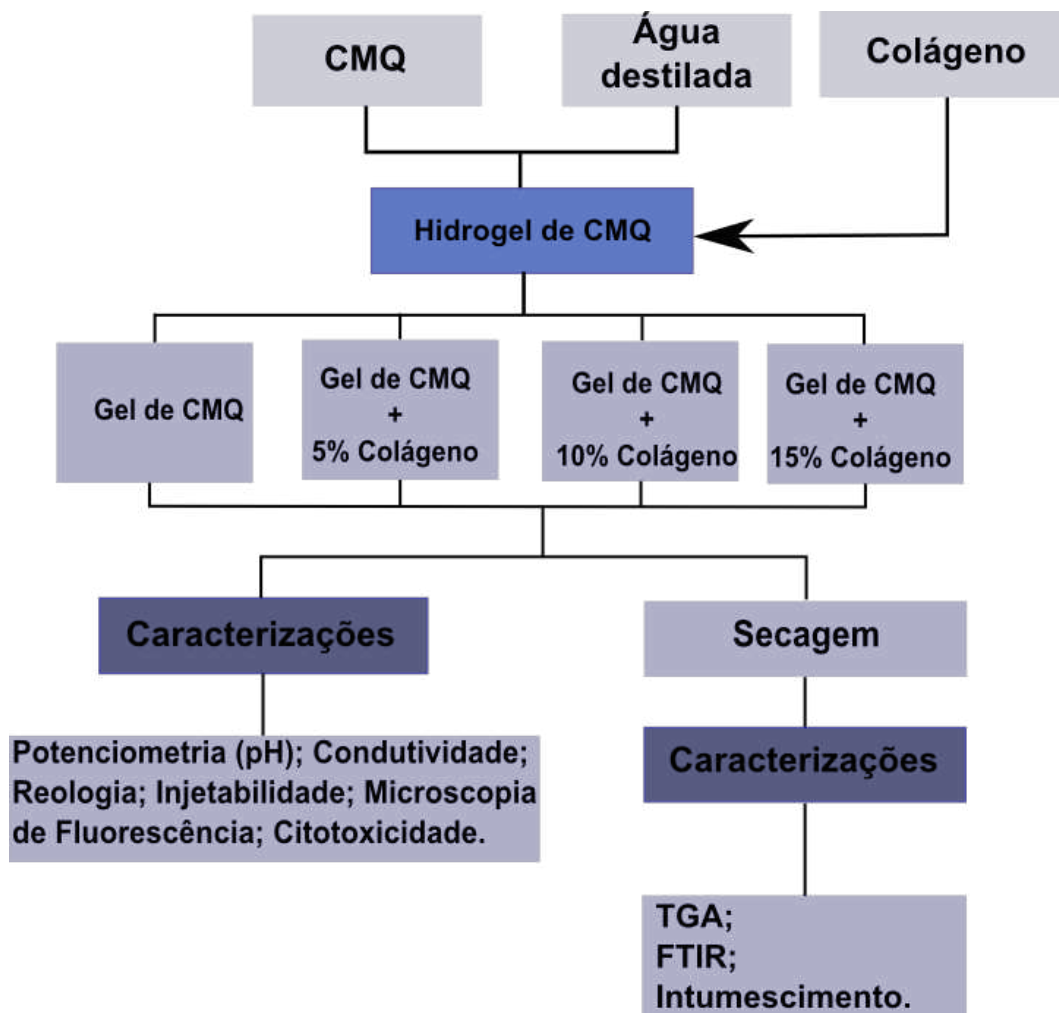 CMQ
Água
destilada
Colágeno
Hidrogel de CMQ
Gel de CMQ
Gel de CMQ
+
5% Colágeno
Gel de CMQ
+
10% Colágeno
Gel de CMQ
+
15% Colágeno
Caracterizações
Secagem
Potenciometria (pH); Condutividade;
Reologia; Injetabilidade; Microscopia
de Fluorescência; Citotoxicidade.
Caracterizações
TGA;
FTIR;
Intumescimento.